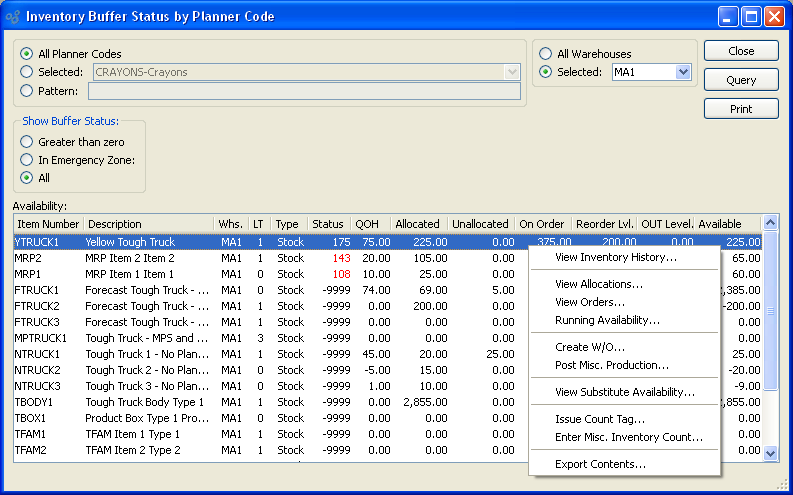 Inventory Buffer Status by Planner Code
All Planner Codes
Selected: CRAYONS-Crayons
Pattern:
All Warehouses
Selected: MA1
Close
Query
Print
Show Buffer Status:
Greater than zero
In Emergency Zone:
All
Availability:
Item Number Description Whs. LT Type Status QOH Allocated Unallocated On Order Reorder Lvl. OUT Level. Available
YTRUCK1 Yellow Tough Truck MA1 1 Stock 175 75.00 225.00 0.00 375.00 200.00 0.00 225.00
MRP2 MRP Item 2 Item 2 MA1 1 Stock 143 20.00 105.00 0.00 65.00
MRP1 MRP Item 1 Item 1 MA1 0 Stock 108 10.00 25.00 0.00 60.00
FTRUCK1 Forecast Tough Truck - ... MA1 0 Stock -9999 74.00 69.00 5.00 ,385.00
FTRUCK2 Forecast Tough Truck - ... MA1 0 Stock -9999 0.00 200.00 0.00 -200.00
FTRUCK3 Forecast Tough Truck - ... MA1 0 Stock -9999 0.00 0.00 0.00 0.00
MPTRUCK1 Tough Truck - MPS and ... MA1 3 Stock -9999 0.00 0.00 0.00 0.00
NTRUCK1 Tough Truck 1 - No Plan... MA1 0 Stock -9999 45.00 20.00 25.00 25.00
NTRUCK2 Tough Truck 2 - No Plan... MA1 0 Stock -9999 -5.00 15.00 0.00 -20.00
NTRUCK3 Tough Truck 3 - No Plan... MA1 0 Stock -9999 1.00 10.00 0.00 -9.00
TBODY1 Tough Truck Body Type 1 MA1 0 Stock -9999 0.00 2,855.00 0.00 ,855.00
TBOX1 Product Box Type 1 Pro... MA1 0 Stock -9999 0.00 0.00 0.00 0.00
TFAM1 TFAM Item 1 Type 1 MA1 0 Stock -9999 0.00 0.00 0.00 0.00
TFAM2 TFAM Item 2 Type 2 MA1 0 Stock -9999 0.00 0.00 0.00 0.00
View Inventory History...
View Allocations...
View Orders...
Running Availability...
Create W/O...
Post Misc. Production...
View Substitute Availability...
Issue Count Tag...
Enter Misc. Inventory Count...
Export Contents...